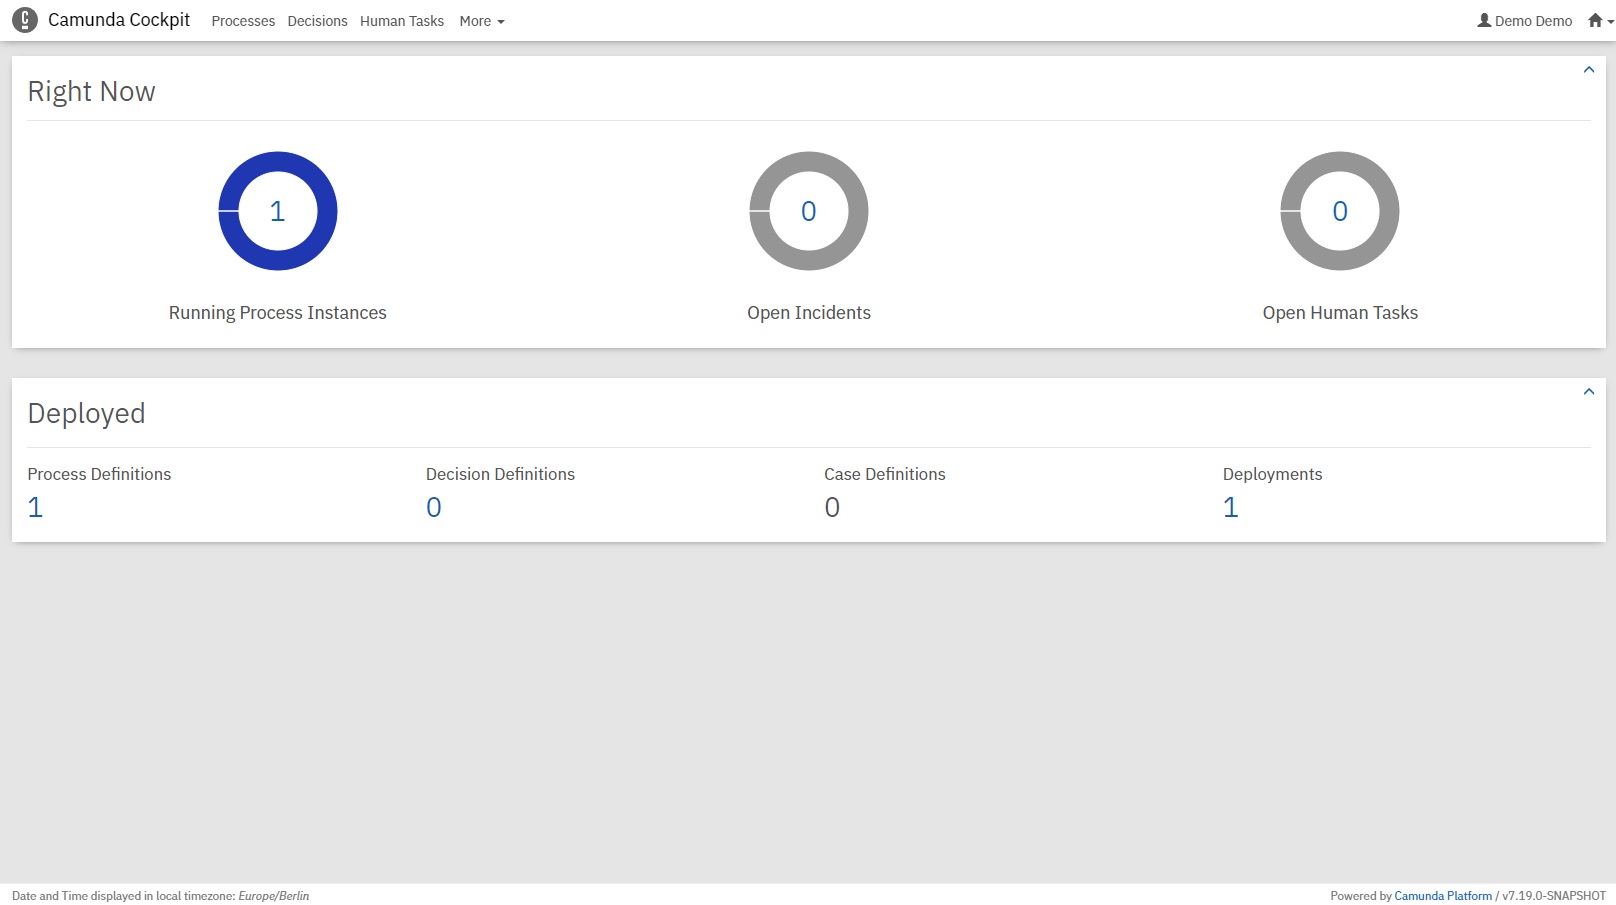 Camunda Cockpit Processes Decisions Human Tasks More Demo Demo
Right Now
1 0 0
Running Process Instances Open Incidents Open Human Tasks
Deployed
Process Definitions Decision Definitions Case Definitions Deployments
1 0 0 1
Date and Time displayed in local timezone: Europe/Berlin Powered by Camunda Platform / v7.19.0-SNAPSHOT